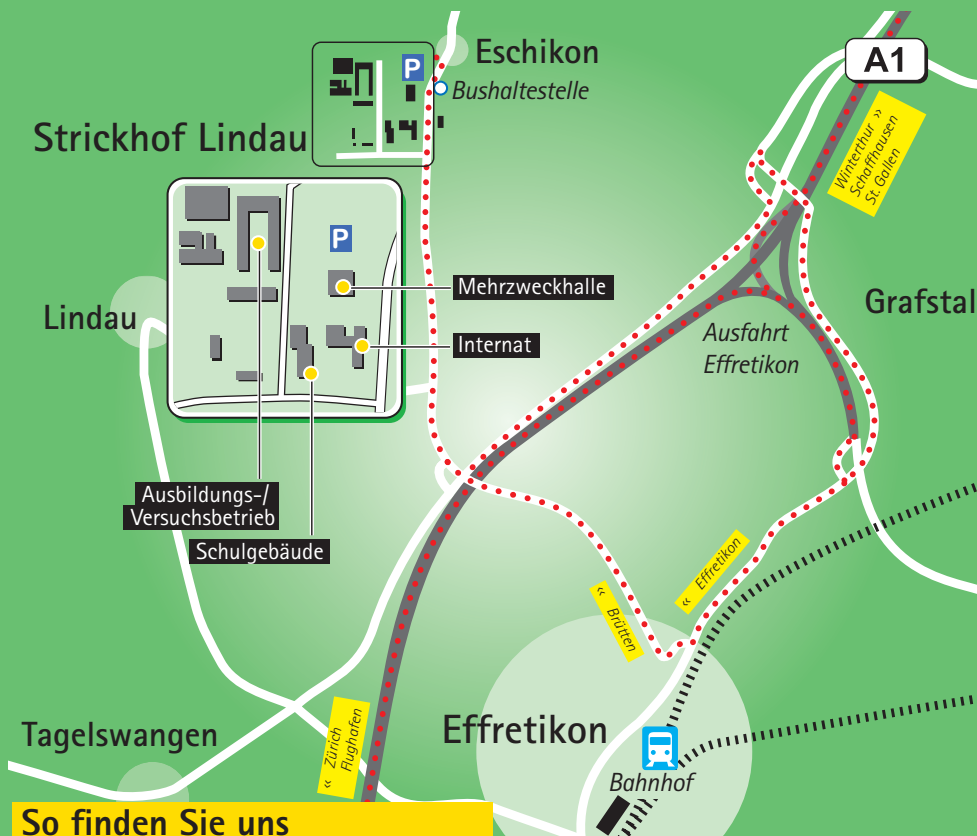 Eschikon
P
A1
Bushaltestelle
Strickhof Lindau
Winterthur »
Schaffhausen
St. Gallen
P
Mehrzweckhalle
Grafstal
Lindau
Internat
Ausfahrt
Effretikon
Ausbildungs-/
Versuchsbetrieb
Schulgebäude
« Effretikon
« Brütten
Effretikon
Tagelswangen
« Zürich
Flughafen
Bahnhof
So finden Sie uns